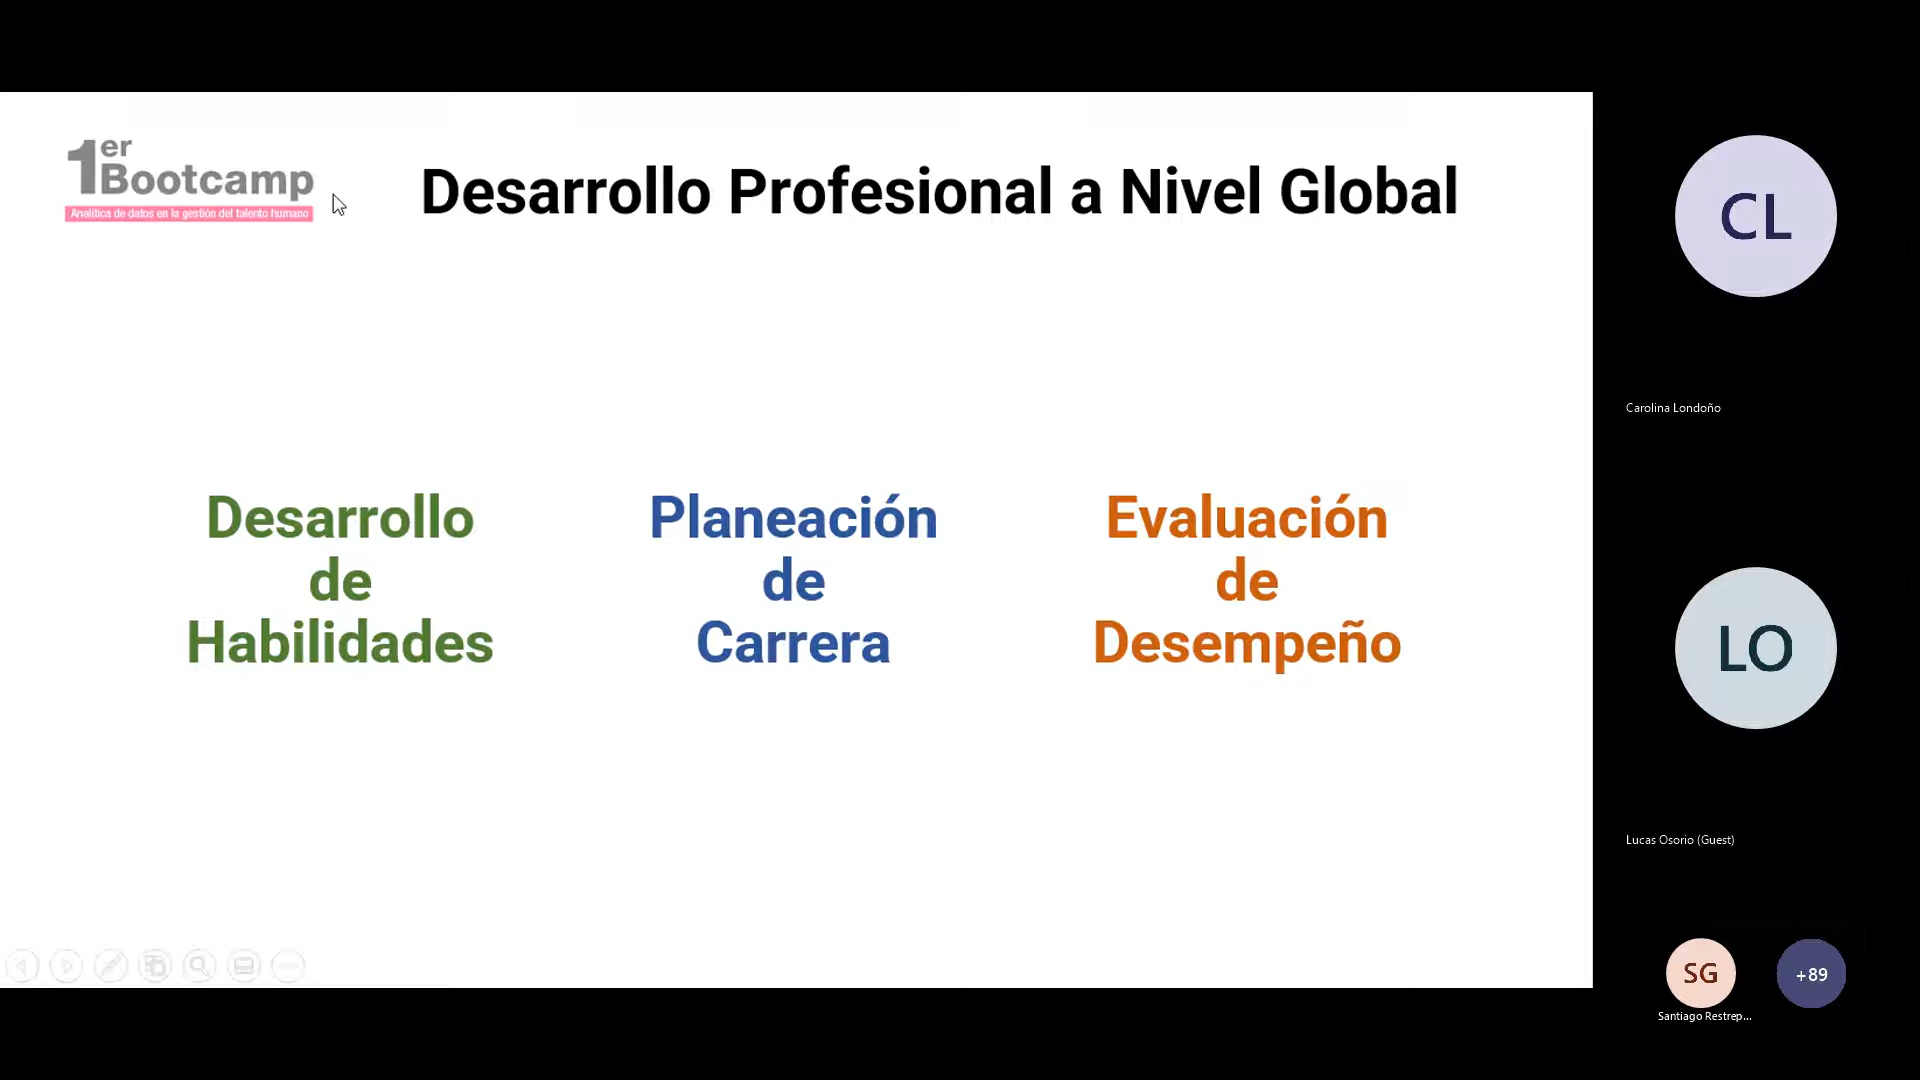 1er
Bootcamp
Analítica de datos en la gestión del talento humano
Desarrollo Profesional a Nivel Global
Desarrollo
de
Habilidades
Planeación
de
Carrera
Evaluación
de
Desempeño
CL
Carolina Londoño
LO
Lucas Osorio (Guest)
SG
+89
Santiago Restrep...